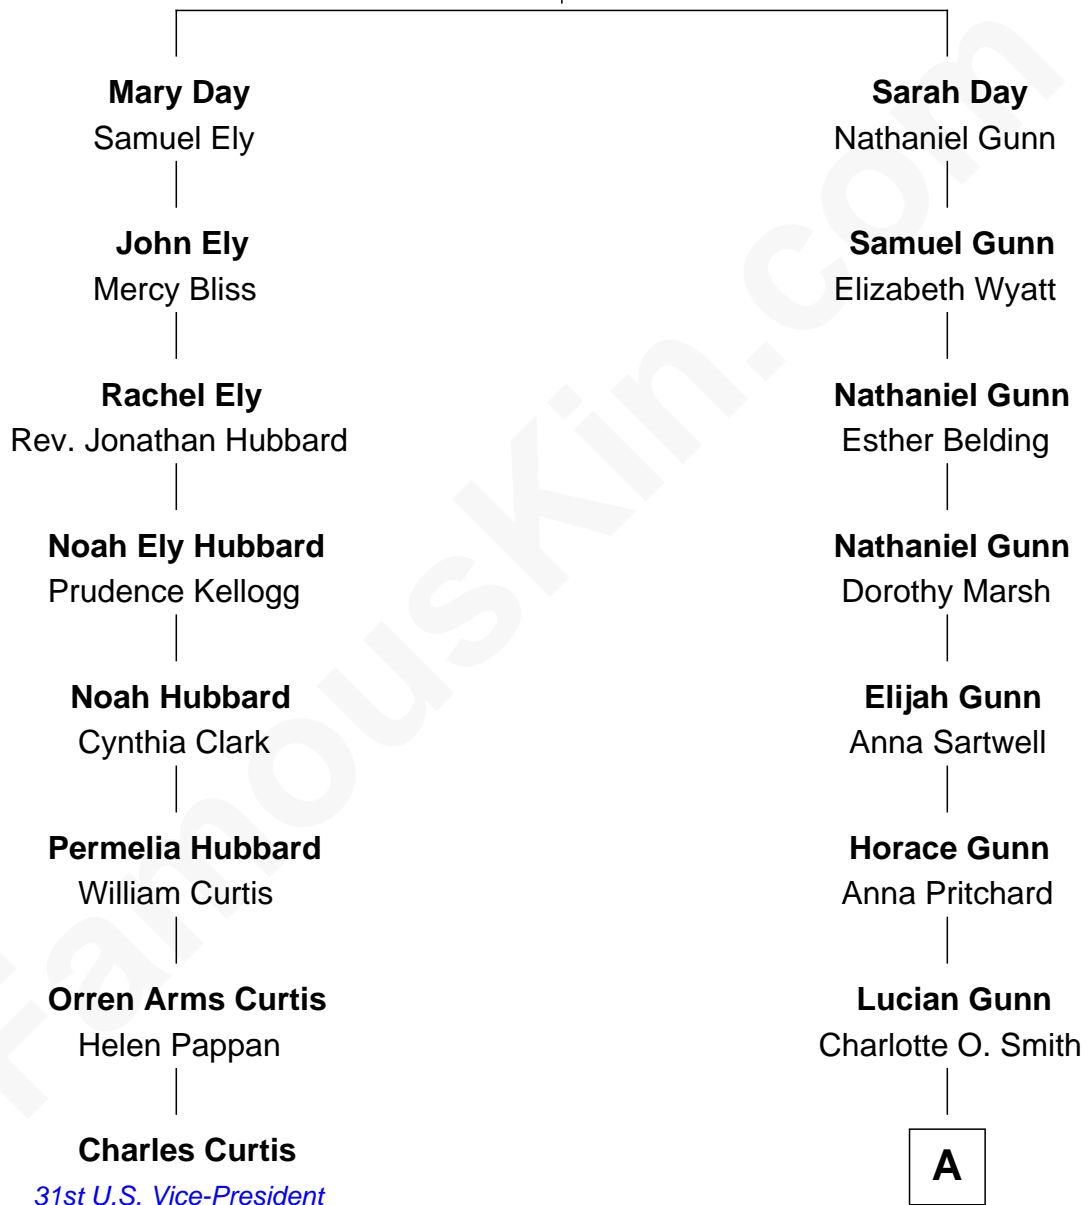 Mary Day
Samuel Ely
John Ely
Mercy Bliss
Rachel Ely
Rev. Jonathan Hubbard
Noah Ely Hubbard
Prudence Kellogg
Noah Hubbard
Cynthia Clark
Permelia Hubbard
William Curtis
Orren Arms Curtis
Helen Pappan
Charles Curtis
31st U.S. Vice-President
Sarah Day
Nathaniel Gunn
Samuel Gunn
Elizabeth Wyatt
Nathaniel Gunn
Esther Belding
Nathaniel Gunn
Dorothy Marsh
Elijah Gunn
Anna Sartwell
Horace Gunn
Anna Pritchard
Lucian Gunn
Charlotte O. Smith
A
FamousKin.com